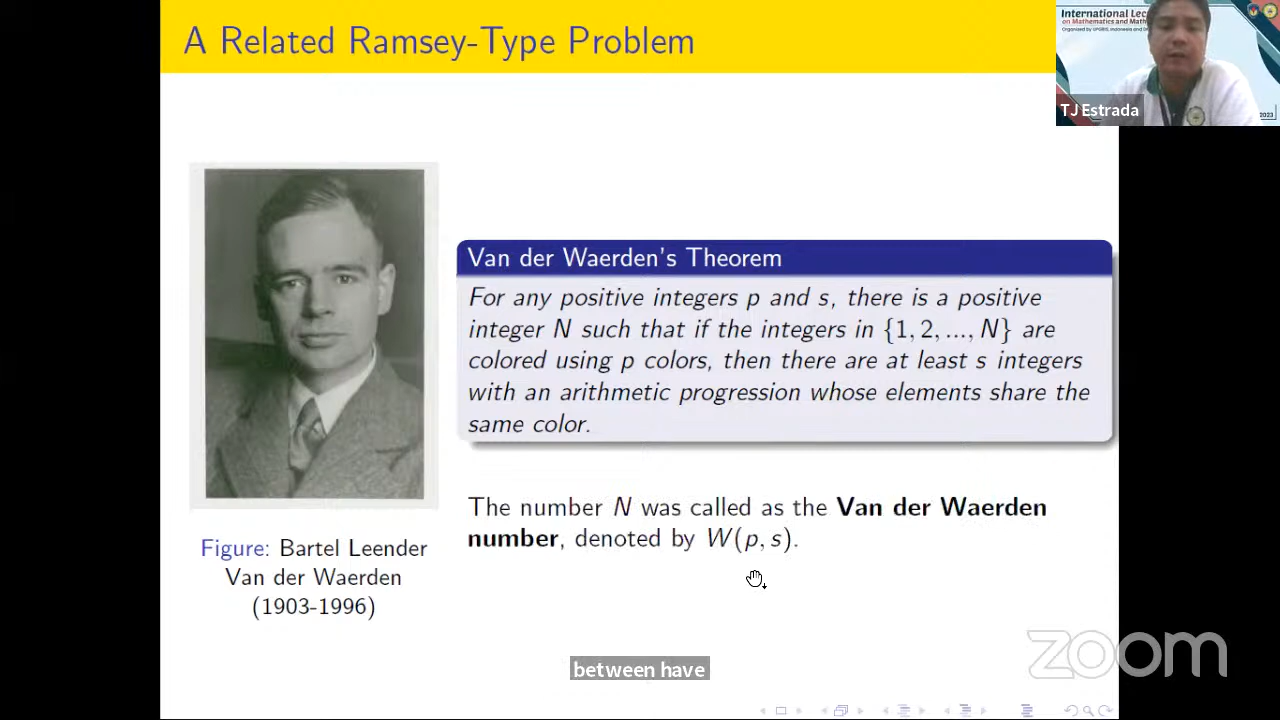 A Related Ramsey-Type Problem
International Lec
on Mathematics and Math
TJ Estrada
2023
Van der Waerden's Theorem
For any positive integers p and s, there is a positive
integer N such that if the integers in {1, 2, ..., N} are
colored using p colors, then there are at least s integers
with an arithmetic progression whose elements share the
same color.
The number N was called as the Van der Waerden
number, denoted by W(p, s).
Figure: Bartel Leender
Van der Waerden
(1903-1996)
zoom
between have